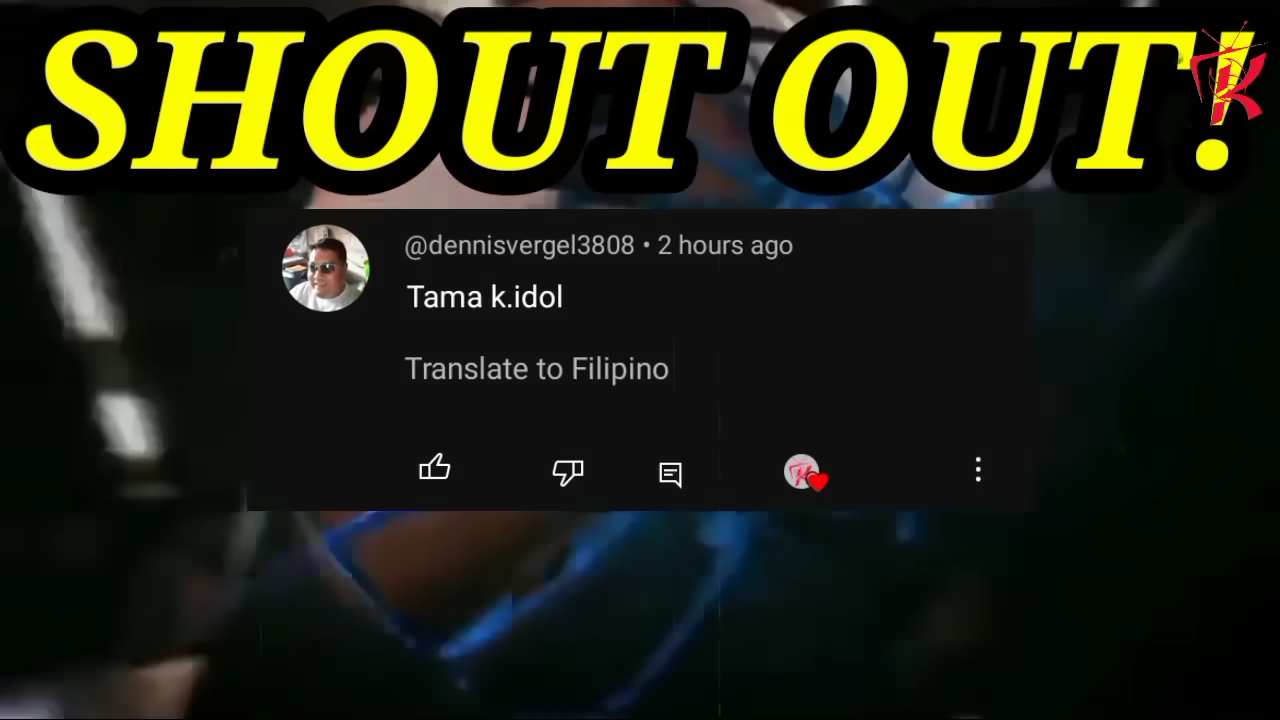 SHOUT OUT!
@dennisvergel3808 • 2 hours ago
Tama k.idol
Translate to Filipino